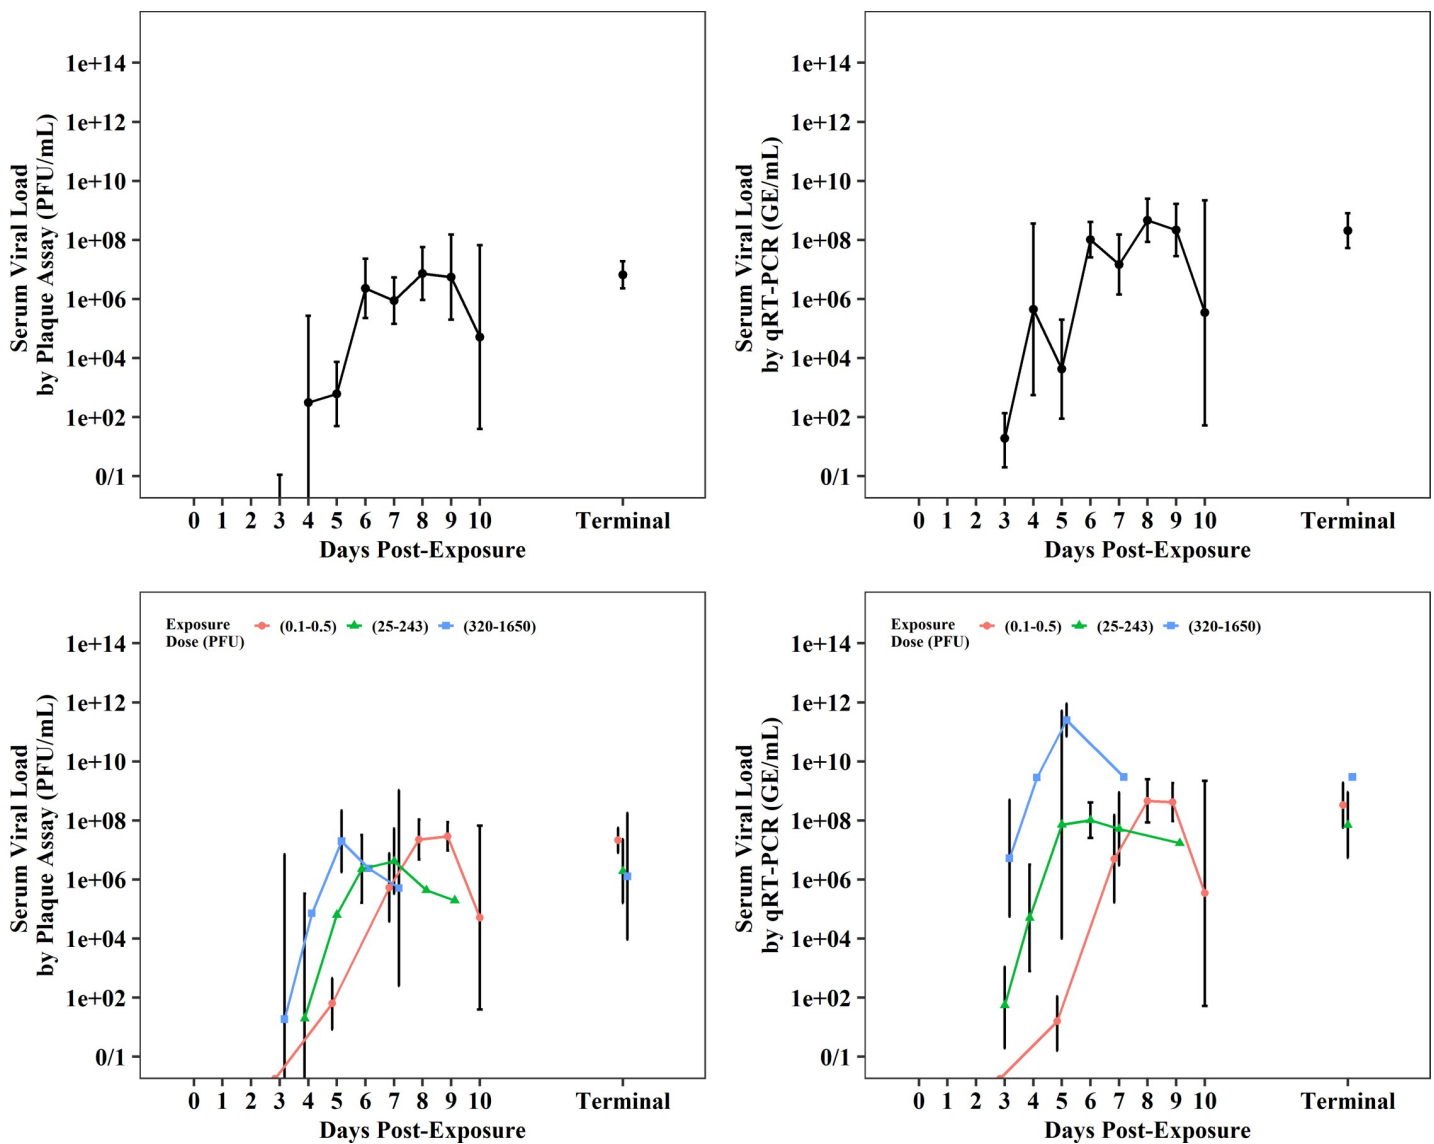 Serum Viral Load
by Plaque Assay (PFU/mL)
1e+14
1e+12
1e+10
1e+08
1e+06
1e+04
1e+02
0/1
0 1 2 3 4 5 6 7 8 9 10 Terminal
Days Post-Exposure
Serum Viral Load
by qRT-PCR (GE/mL)
1e+14
1e+12
1e+10
1e+08
1e+06
1e+04
1e+02
0/1
0 1 2 3 4 5 6 7 8 9 10 Terminal
Days Post-Exposure
Serum Viral Load
by Plaque Assay (PFU/mL)
Exposure (0.1-0.5) (25-243) (320-1650)
Dose (PFU)
1e+14
1e+12
1e+10
1e+08
1e+06
1e+04
1e+02
0/1
0 1 2 3 4 5 6 7 8 9 10 Terminal
Days Post-Exposure
Serum Viral Load
by qRT-PCR (GE/mL)
Exposure (0.1-0.5) (25-243) (320-1650)
Dose (PFU)
1e+14
1e+12
1e+10
1e+08
1e+06
1e+04
1e+02
0/1
0 1 2 3 4 5 6 7 8 9 10 Terminal
Days Post-Exposure